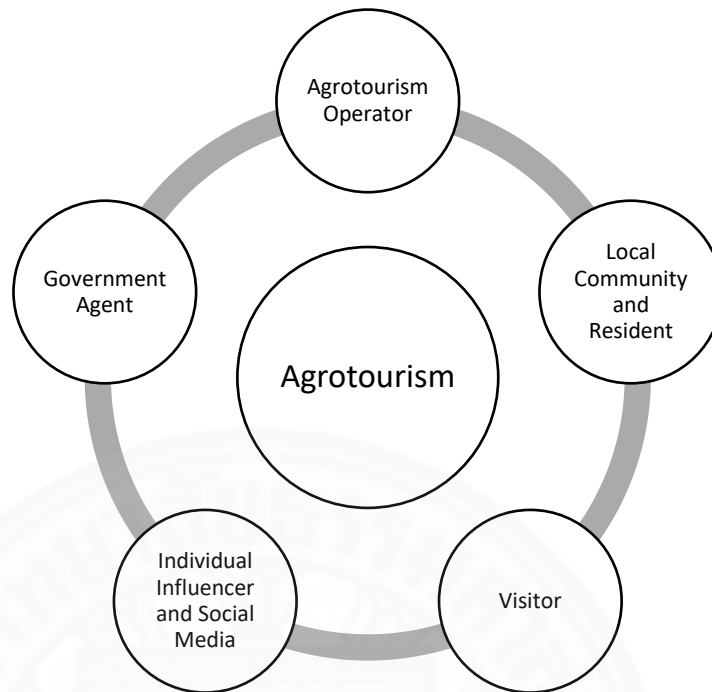 Agrotourism
Operator
Government
Agent
Local
Community
and
Resident
Agrotourism
Individual
Influencer
and Social
Media
Visitor